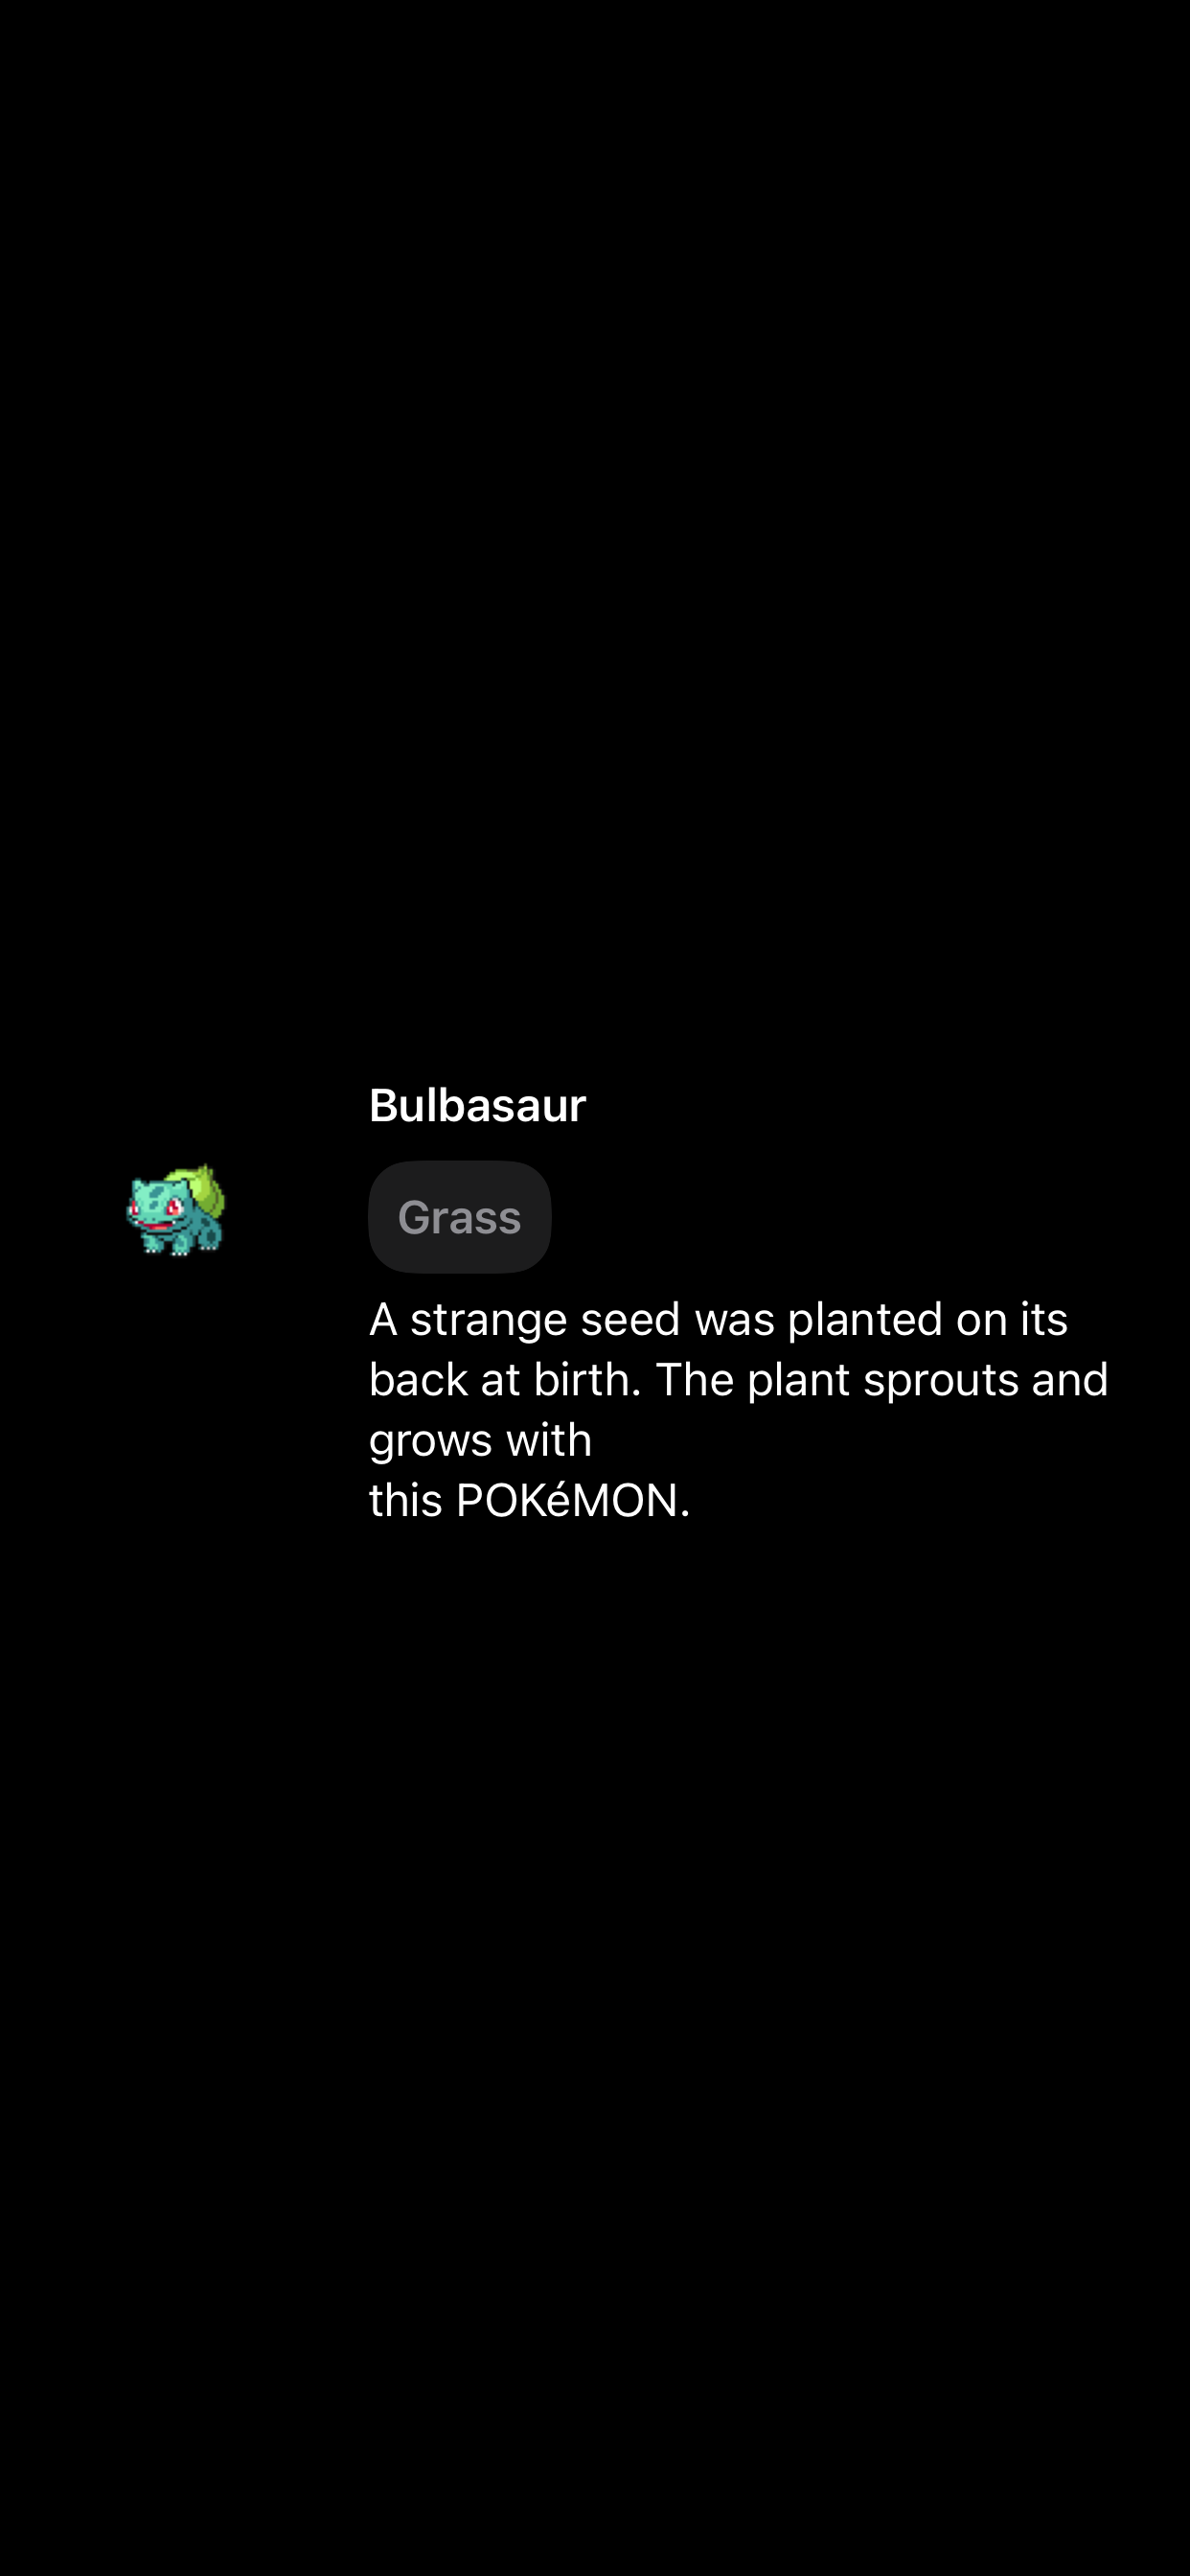 Bulbasaur
Grass
A strange seed was planted on its
back at birth. The plant sprouts and
grows with
this POKéMON.